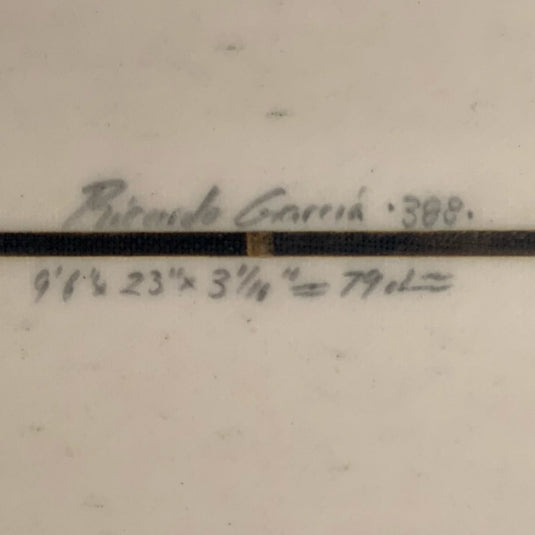 Ricardo García ·388·
9'6" x 23" x 3 1/16" = 79